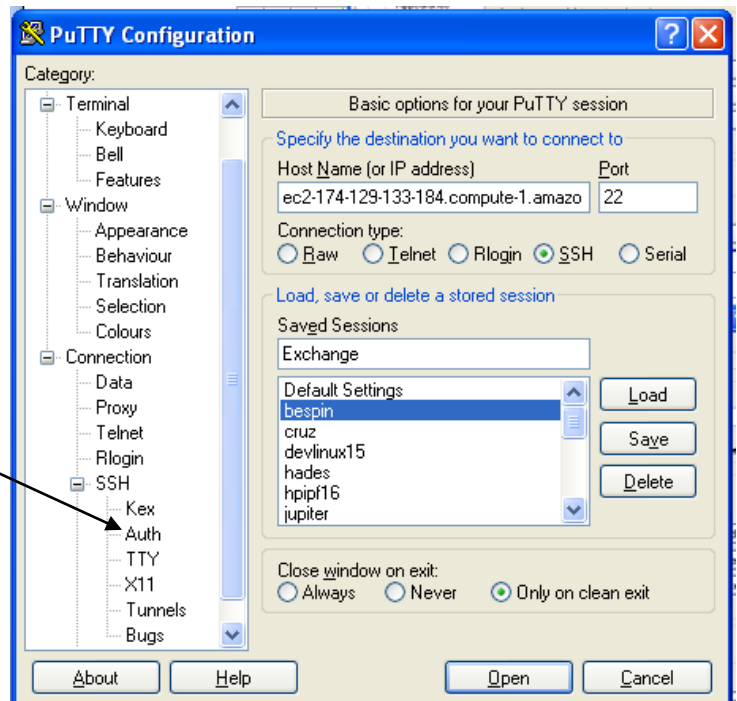 PuTTY Configuration
Category:
Terminal
Keyboard
Bell
Features
Window
Appearance
Behaviour
Translation
Selection
Colours
Connection
Data
Proxy
Telnet
Rlogin
SSH
Kex
Auth
TTY
X11
Tunnels
Bugs
Basic options for your PuTTY session
Specify the destination you want to connect to
Host Name (or IP address) Port
ec2-174-129-133-184.compute-1.amazo 22
Connection type:
Raw Telnet Rlogin SSH Serial
Load, save or delete a stored session
Saved Sessions
Exchange
Default Settings
bespin
cruz
devlinux15
hades
hpipf16
jupiter
Load
Save
Delete
Close window on exit:
Always Never Only on clean exit
About Help Open Cancel